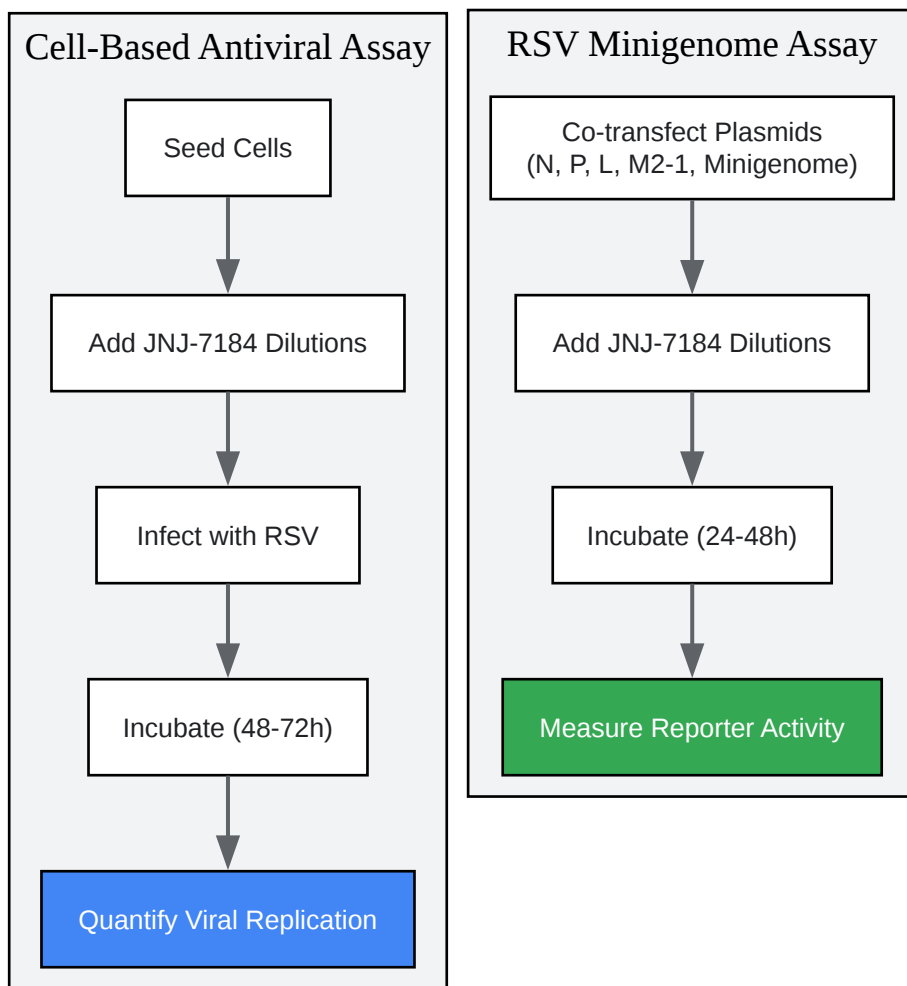 Cell-Based Antiviral Assay
Seed Cells
Add JNJ-7184 Dilutions
Infect with RSV
Incubate (48-72h)
Quantify Viral Replication
RSV Minigenome Assay
Co-transfect Plasmids
(N, P, L, M2-1, Minigenome)
Add JNJ-7184 Dilutions
Incubate (24-48h)
Measure Reporter Activity